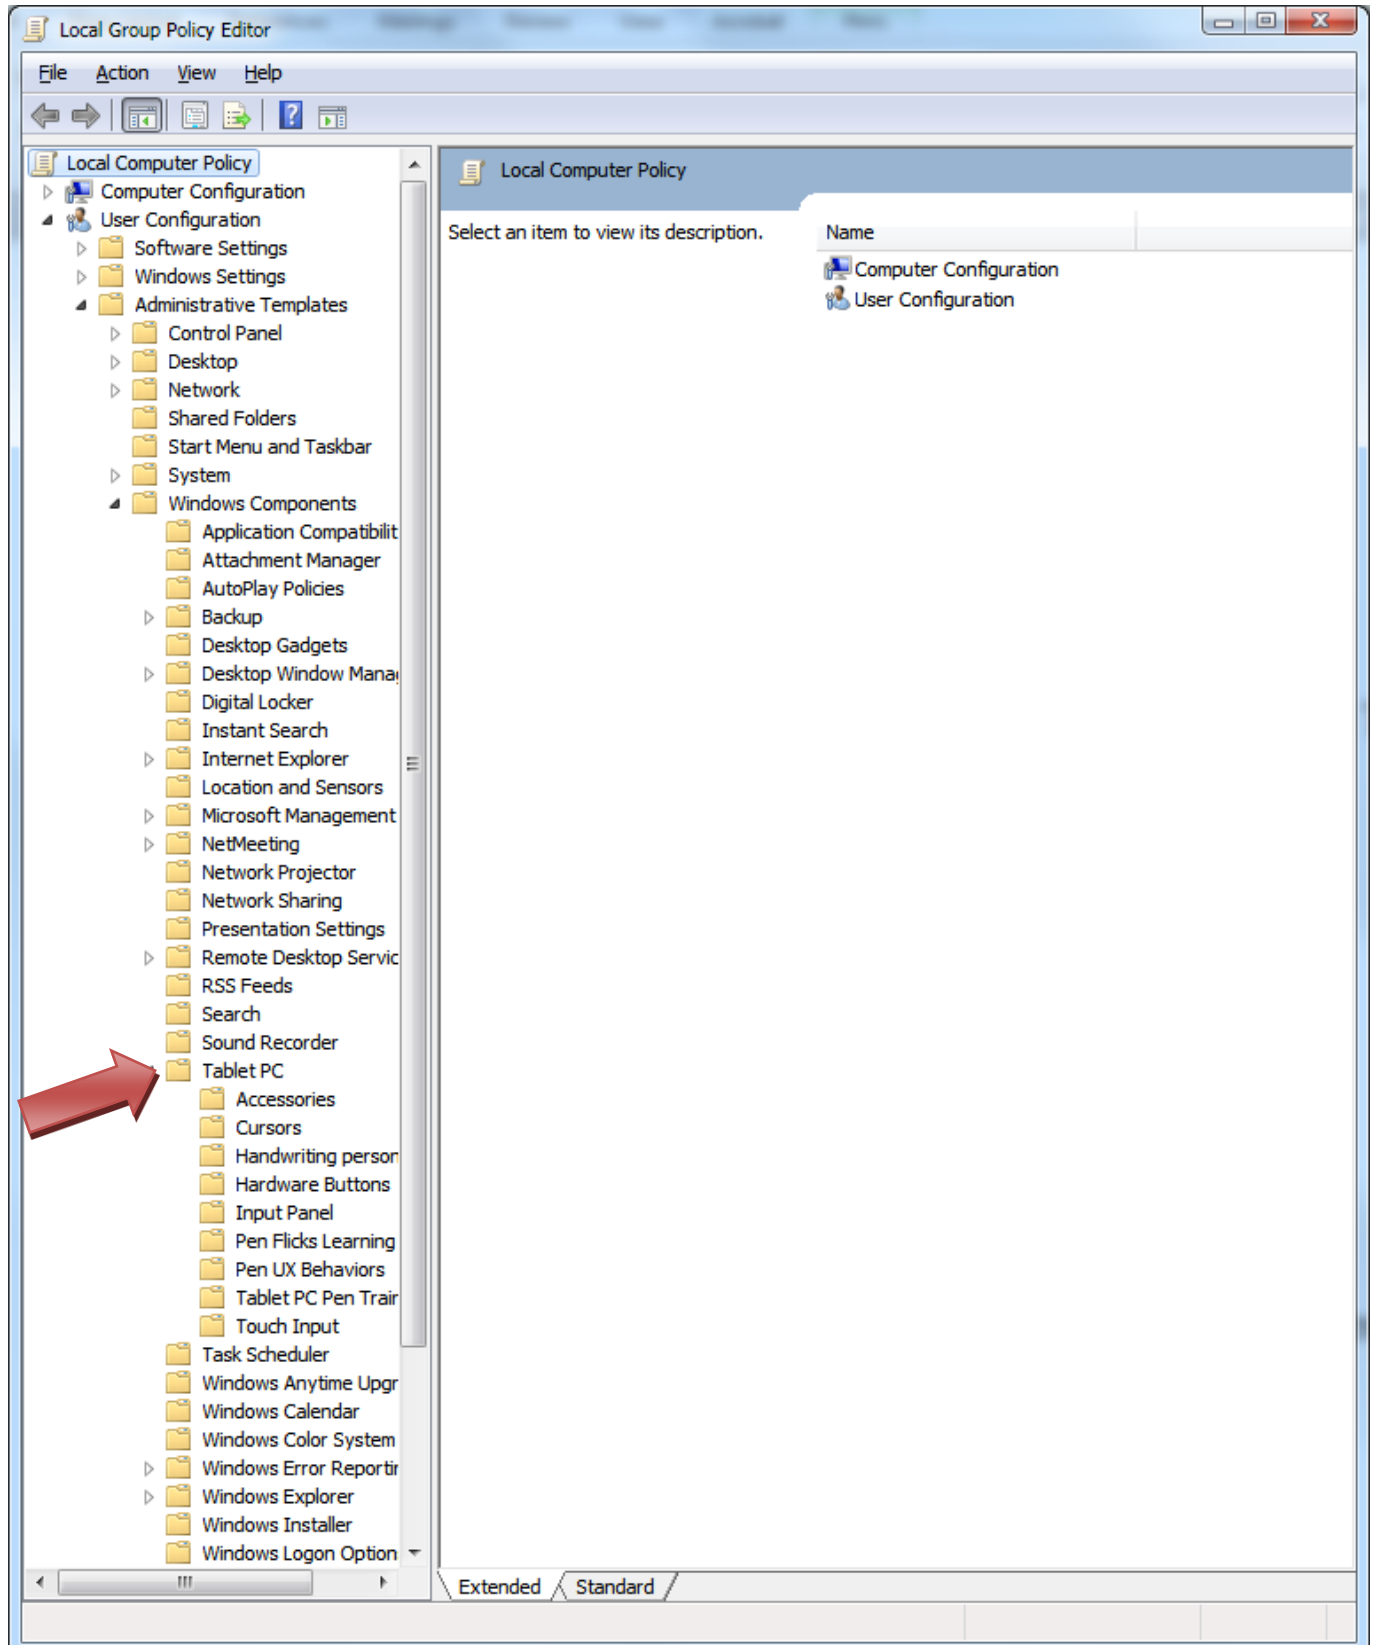 Local Group Policy Editor
File Action View Help
Local Computer Policy
Computer Configuration
User Configuration
Software Settings
Windows Settings
Administrative Templates
Control Panel
Desktop
Network
Shared Folders
Start Menu and Taskbar
System
Windows Components
Application Compatibilit
Attachment Manager
AutoPlay Policies
Backup
Desktop Gadgets
Desktop Window Mana
Digital Locker
Instant Search
Internet Explorer
Location and Sensors
Microsoft Management
NetMeeting
Network Projector
Network Sharing
Presentation Settings
Remote Desktop Servic
RSS Feeds
Search
Sound Recorder
Tablet PC
Accessories
Cursors
Handwriting person
Hardware Buttons
Input Panel
Pen Flicks Learning
Pen UX Behaviors
Tablet PC Pen Train
Touch Input
Task Scheduler
Windows Anytime Upgr
Windows Calendar
Windows Color System
Windows Error Reportin
Windows Explorer
Windows Installer
Windows Logon Option
Local Computer Policy
Select an item to view its description.
Name
Computer Configuration
User Configuration
Extended Standard